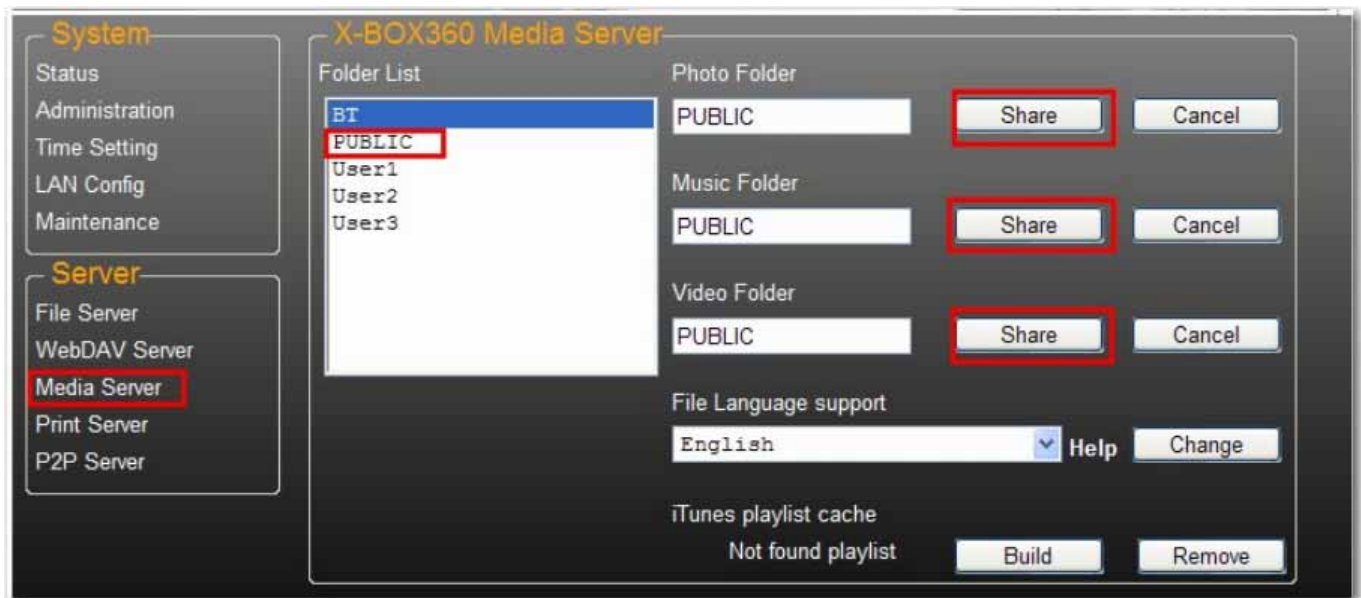 System
Status
Administration
Time Setting
LAN Config
Maintenance
Server
File Server
WebDAV Server
Media Server
Print Server
P2P Server
X-BOX360 Media Server
Folder List
BT
PUBLIC
User1
User2
User3
Photo Folder
PUBLIC Share Cancel
Music Folder
PUBLIC Share Cancel
Video Folder
PUBLIC Share Cancel
File Language support
English Help Change
iTunes playlist cache
Not found playlist Build Remove